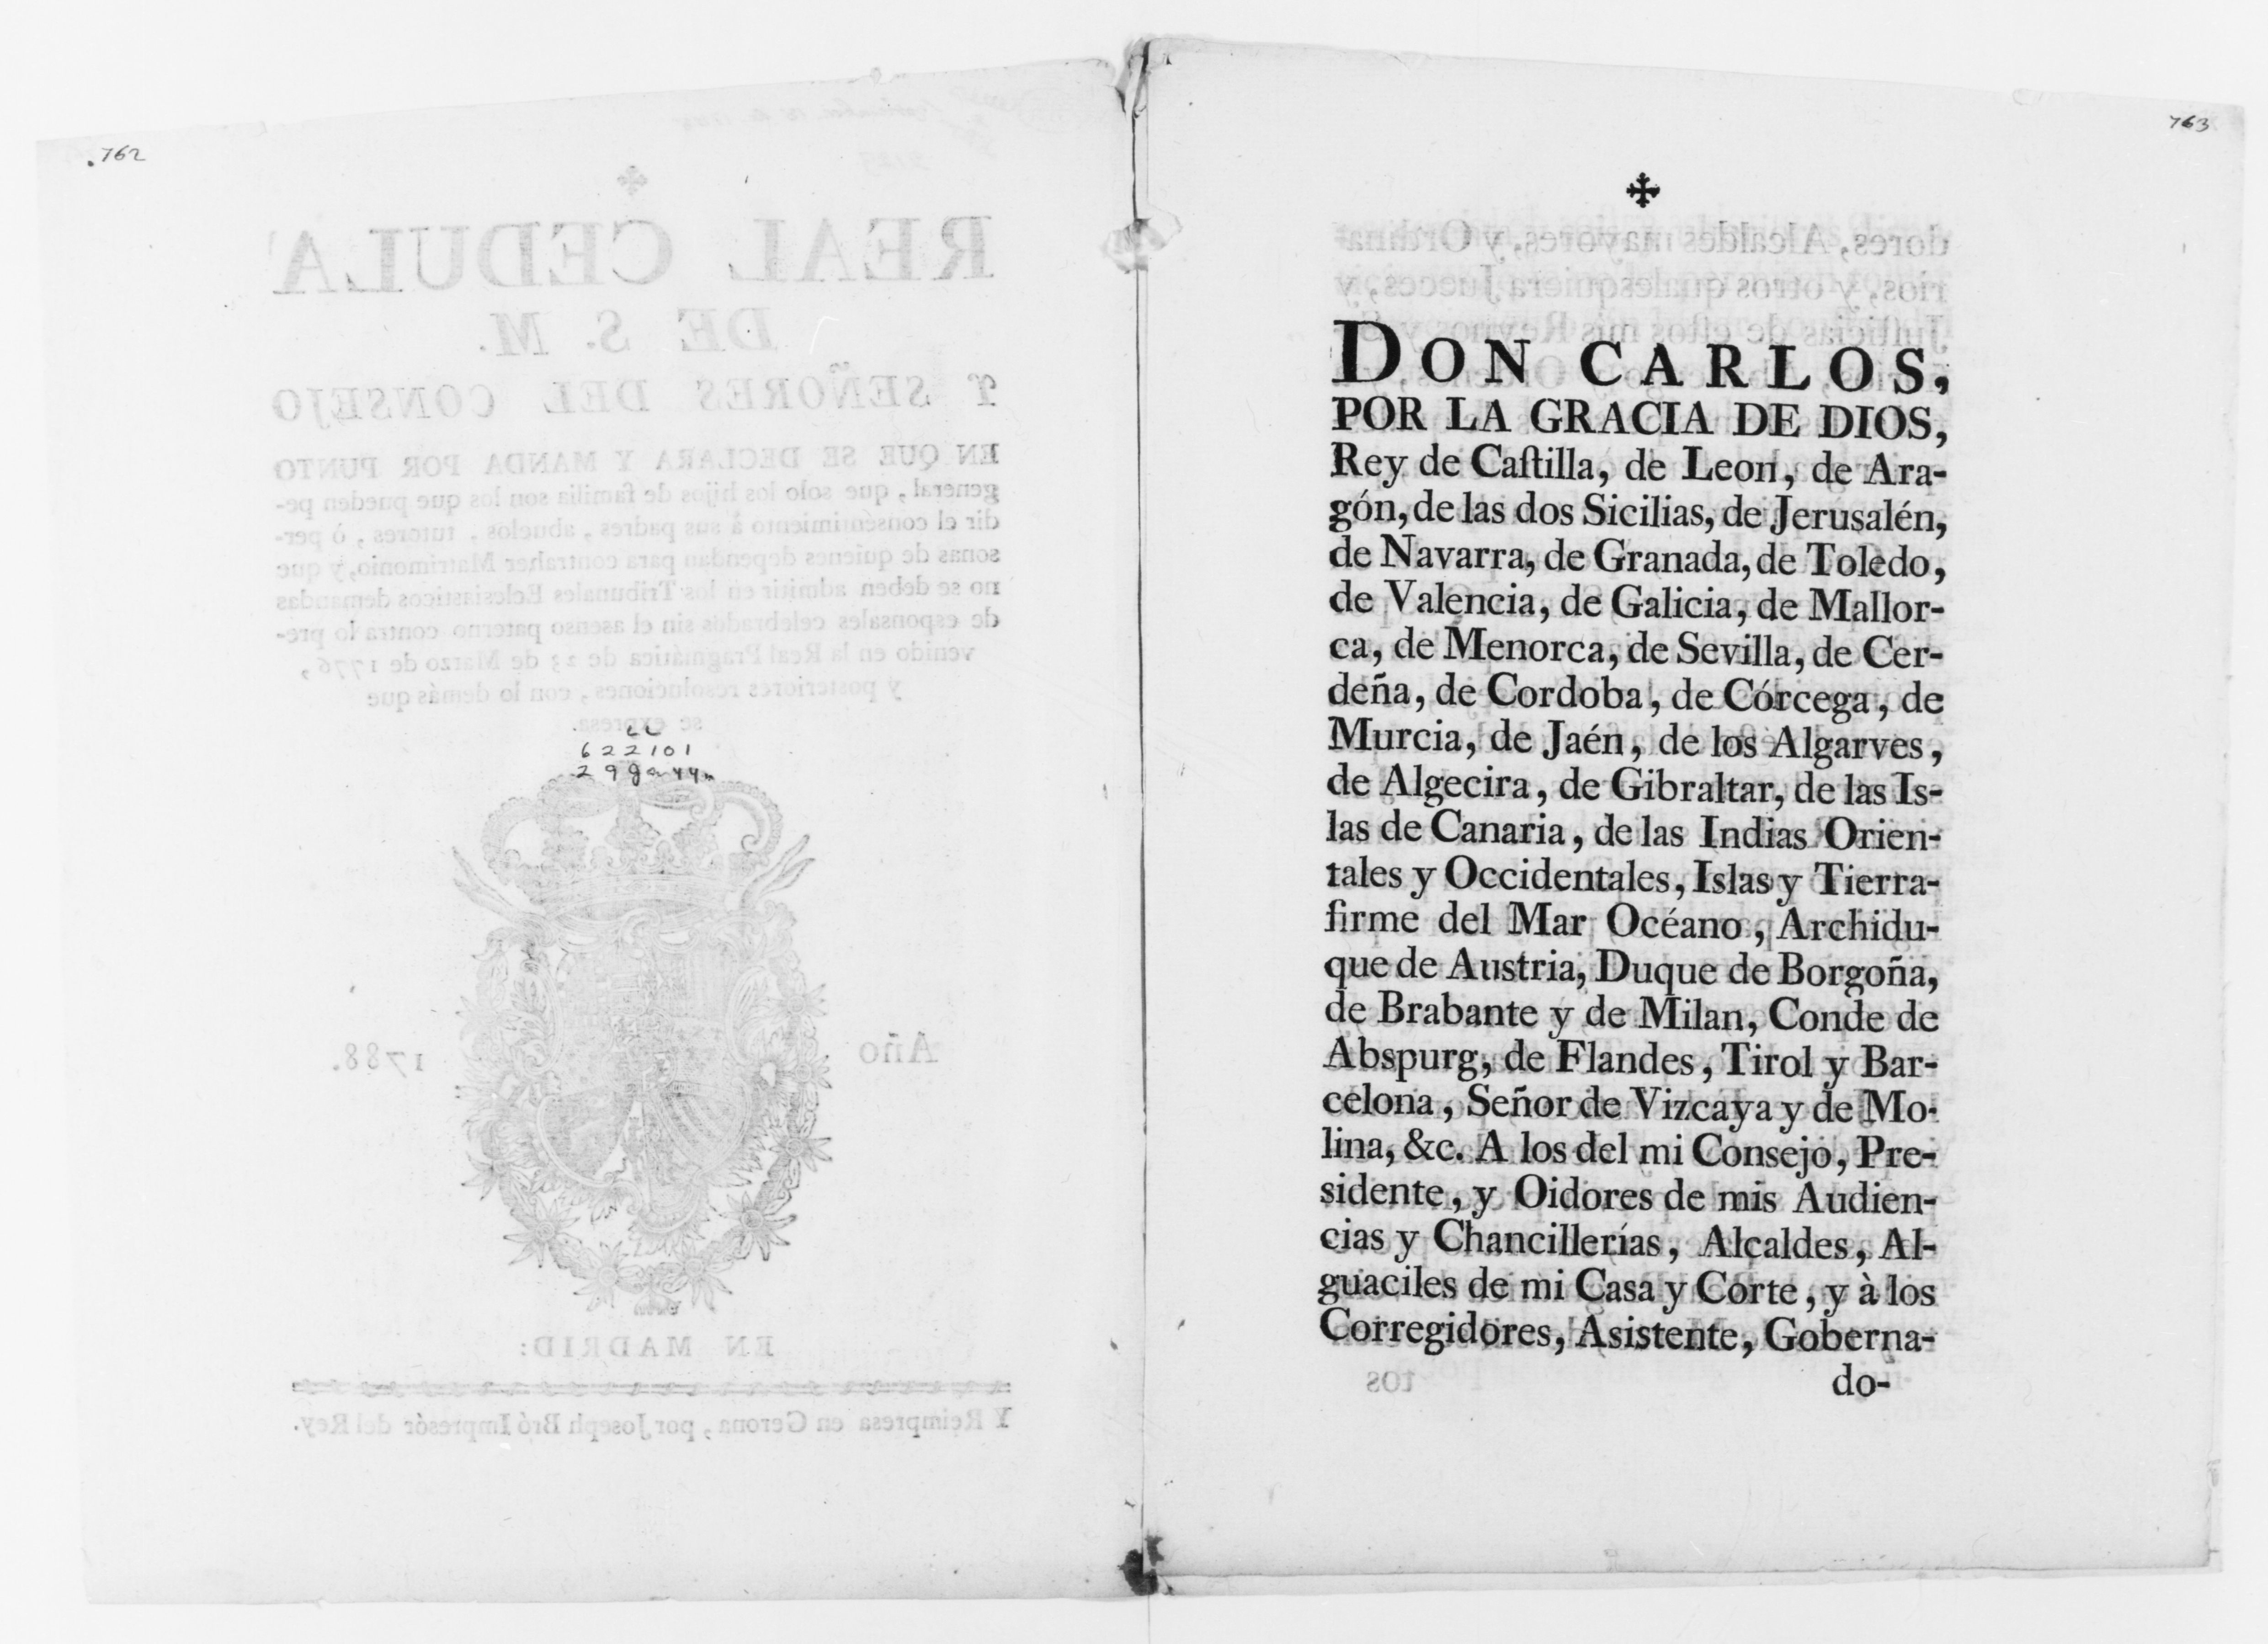 .762
REAL CEDULA
DE S. M.
Y SEÑORES DEL CONSEJO
EN QUE SE DECLARA Y MANDA POR PUNTO
general, que solo los hijos de familia son los que pueden pe-
dir el consentimiento á sus padres, abuelos, tutores, ò per-
sonas de quienes dependan para contraher Matrimonio, y que
no se deben admitir en los Tribunales Eclesiasticos demandas
de esponsales celebrados sin el asenso paterno contra lo pre-
venido en la Real Pragmática de 23 de Marzo de 1776,
y posteriores resoluciones, con lo demás que
se expresa.
622101
Año 1788.
EN MADRID:
Y Reimpresa en Gerona, por Joseph Bró Impresór del Rey.
763
DON CARLOS,
POR LA GRACIA DE DIOS,
Rey de Caſtilla, de Leon, de Ara-
gón, de las dos Sicilias, de Jerusalén,
de Navarra, de Granada, de Toledo,
de Valencia, de Galicia, de Mallor-
ca, de Menorca, de Sevilla, de Cer-
deña, de Cordoba, de Córcega, de
Murcia, de Jaén, de los Algarves,
de Algecira, de Gibraltar, de las Is-
las de Canaria, de las Indias Orien-
tales y Occidentales, Islas y Tierra-
firme del Mar Océano, Archidu-
que de Austria, Duque de Borgoña,
de Brabante y de Milan, Conde de
Abspurg, de Flandes, Tirol y Bar-
celona, Señor de Vizcaya y de Mo-
lina, &c. A los del mi Consejo, Pre-
sidente, y Oidores de mis Audien-
cias y Chancillerías, Alcaldes, Al-
guaciles de mi Casa y Corte, y à los
Corregidores, Asistente, Goberna-
do-